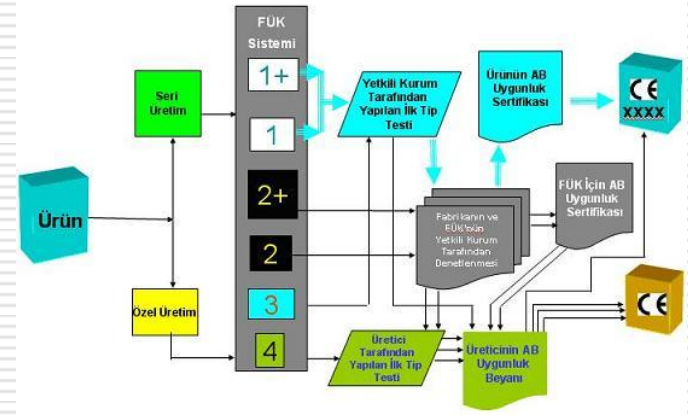 FÜK
Sistemi
1+
1
2+
2
3
4
Ürün
Seri
Üretim
Özel Üretim
Yetkili Kurum
Tarafından
Yapılan İlk Tip
Testi
Ürünün AB
Uygunluk
Sertifikası
CE
XXXX
Fabrikanın ve
FÜK'nün
Yetkili Kurum
Tarafından
Denetlenmesi
FÜK İçin AB
Uygunluk
Sertifikası
Üretici
Tarafından
Yapılan İlk Tip
Testi
Üreticinin AB
Uygunluk
Beyanı
CE